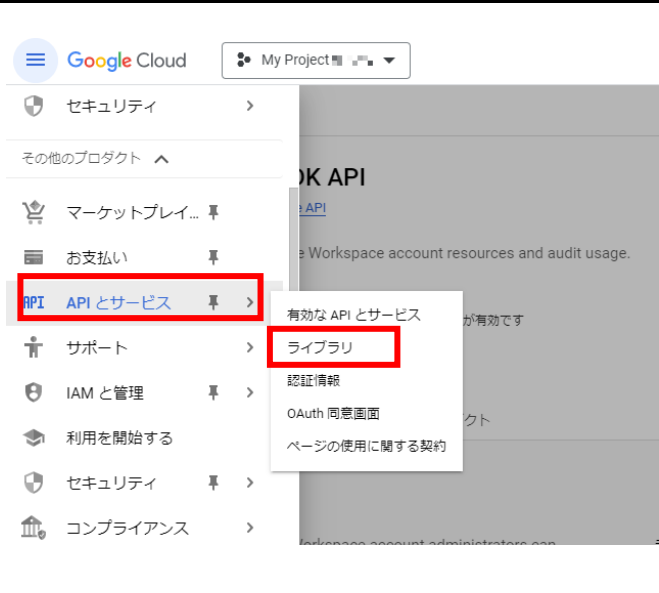 Google Cloud
My Project
セキュリティ
その他のプロダクト
マーケットプレイ...
お支払い
API API とサービス
サポート
IAM と管理
利用を開始する
セキュリティ
コンプライアンス
有効な API とサービス
ライブラリ
認証情報
OAuth 同意画面
ページの使用に関する契約
DK API
API
Workspace account resources and audit usage.
が有効です
クト
Workspace account administrators can